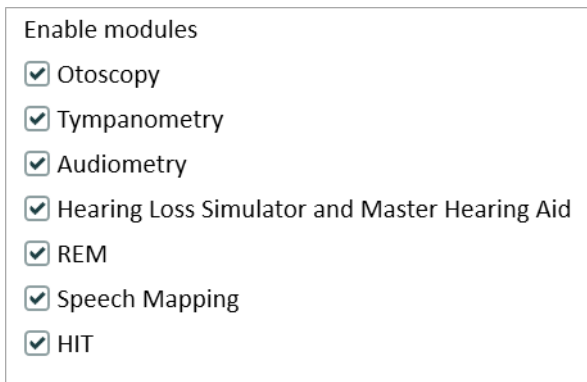 Enable modules
Otoscopy
Tympanometry
Audiometry
Hearing Loss Simulator and Master Hearing Aid
REM
Speech Mapping
HIT